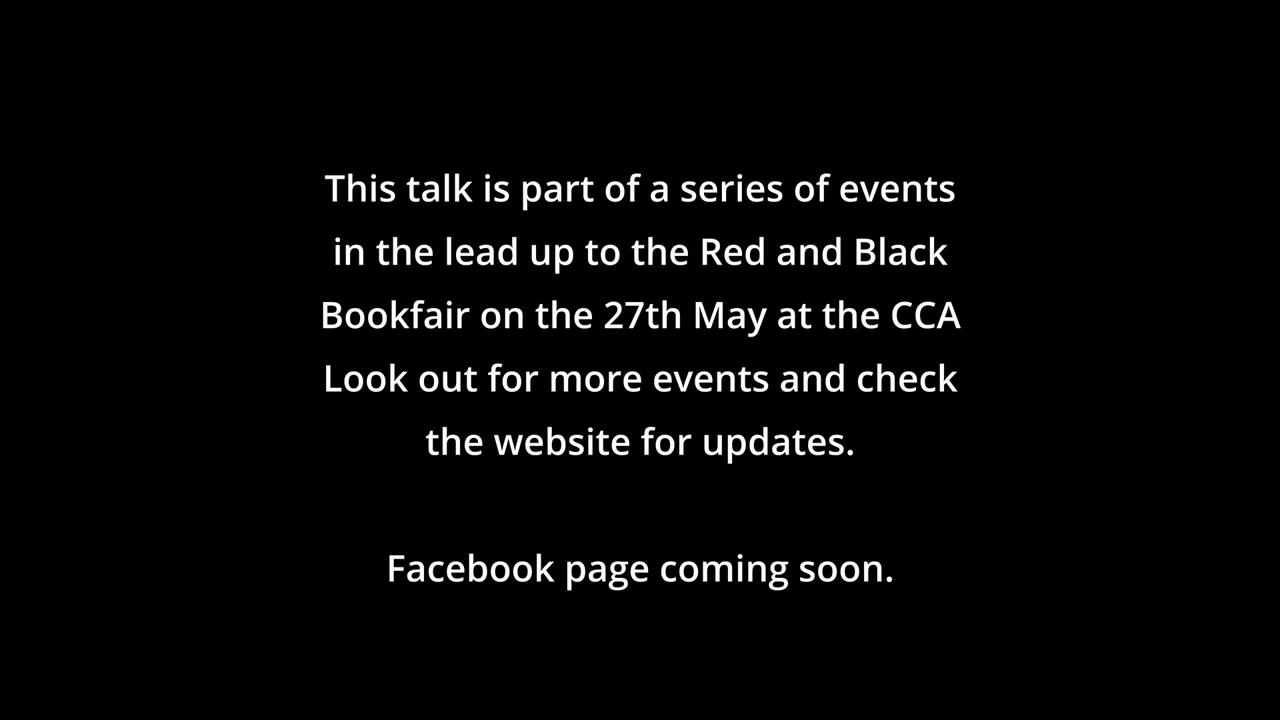 This talk is part of a series of events
in the lead up to the Red and Black
Bookfair on the 27th May at the CCA
Look out for more events and check
the website for updates.
Facebook page coming soon.